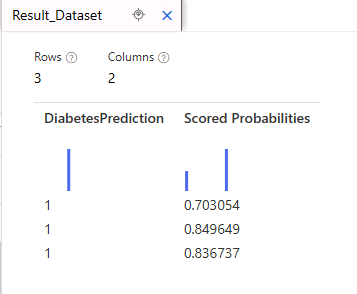 Result_Dataset
Rows Columns
3 2
DiabetesPrediction Scored Probabilities
1 0.703054
1 0.849649
1 0.836737